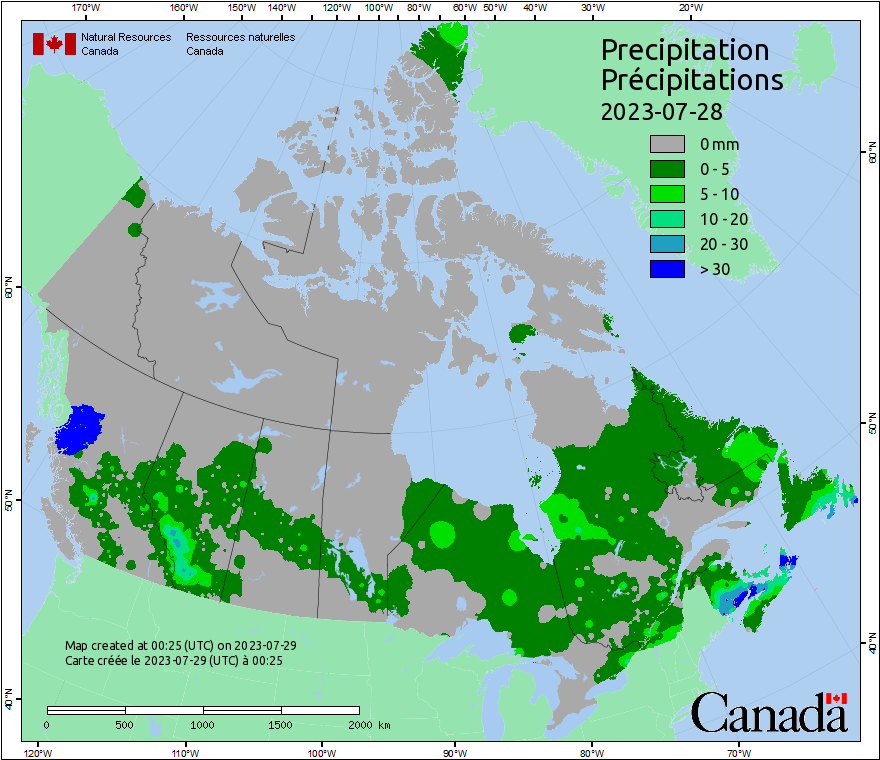 170°W 160°W 150°W 140°W 130°W 120°W 110°W 100°W 90°W 80°W 60°W 50°W 40°W 30°W 20°W
Natural Resources Ressources naturelles
Canada Canada
Precipitation
Précipitations
2023-07-28
0 mm
0 - 5
5 - 10
10 - 20
20 - 30
> 30
60°N
60°N
50°N
50°N
40°N
40°N
Map created at 00:25 (UTC) on 2023-07-29
Carte créée le 2023-07-29 (UTC) à 00:25
0 500 1000 1500 2000 km
Canada
120°W 110°W 100°W 90°W 80°W 70°W